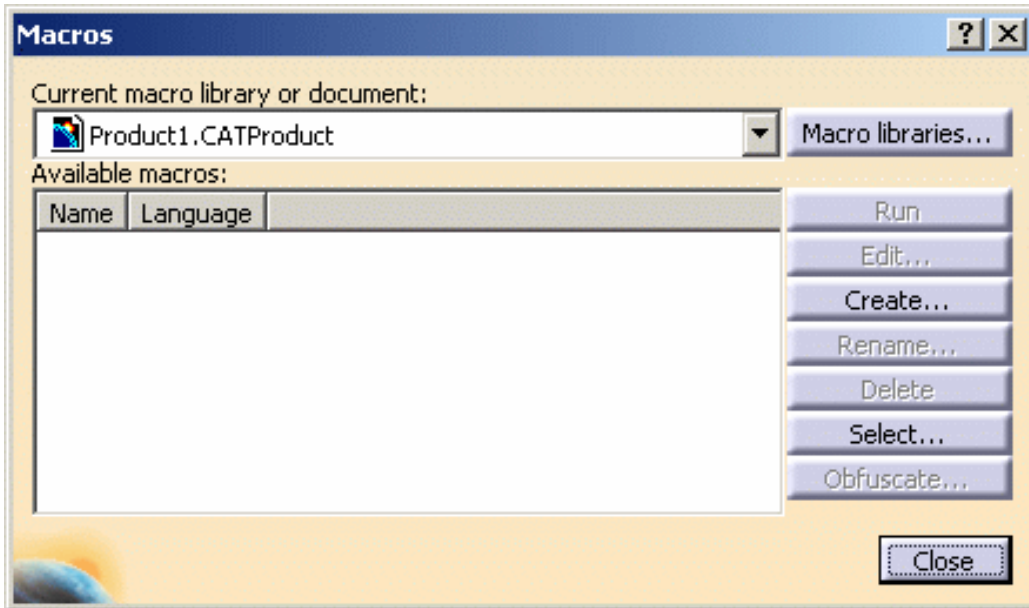 Macros
Current macro library or document:
Product1.CATProduct
Macro libraries...
Available macros:
Name Language
Run
Edit...
Create...
Rename...
Delete
Select...
Obfuscate...
Close